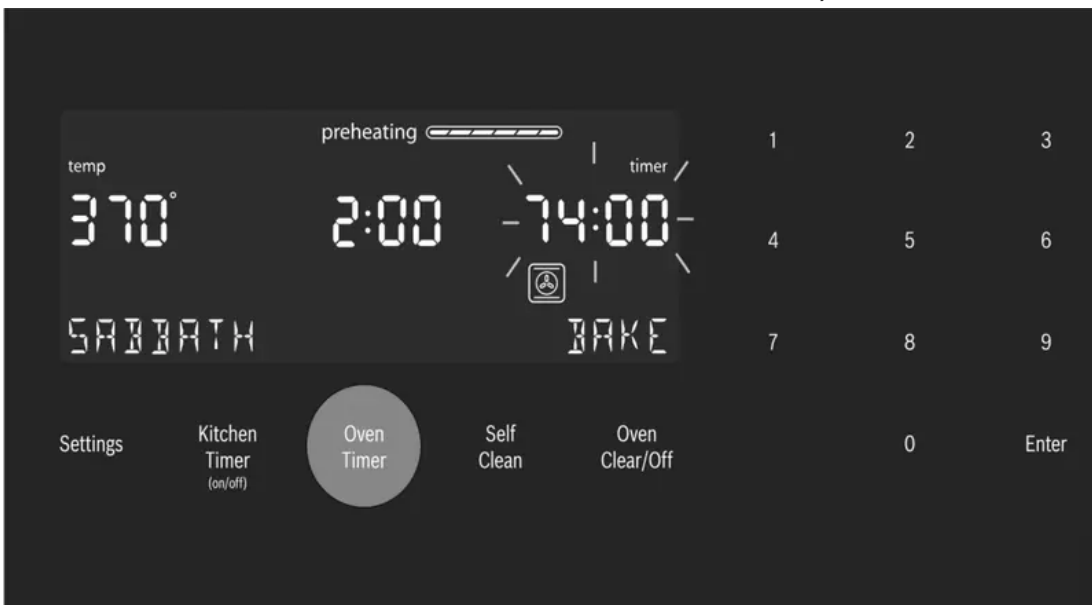 preheating
temp timer
370° 2:00 74:00
SABBATH BAKE
Settings Kitchen Timer (on/off) Oven Timer Self Clean Oven Clear/Off
1 2 3
4 5 6
7 8 9
0 Enter